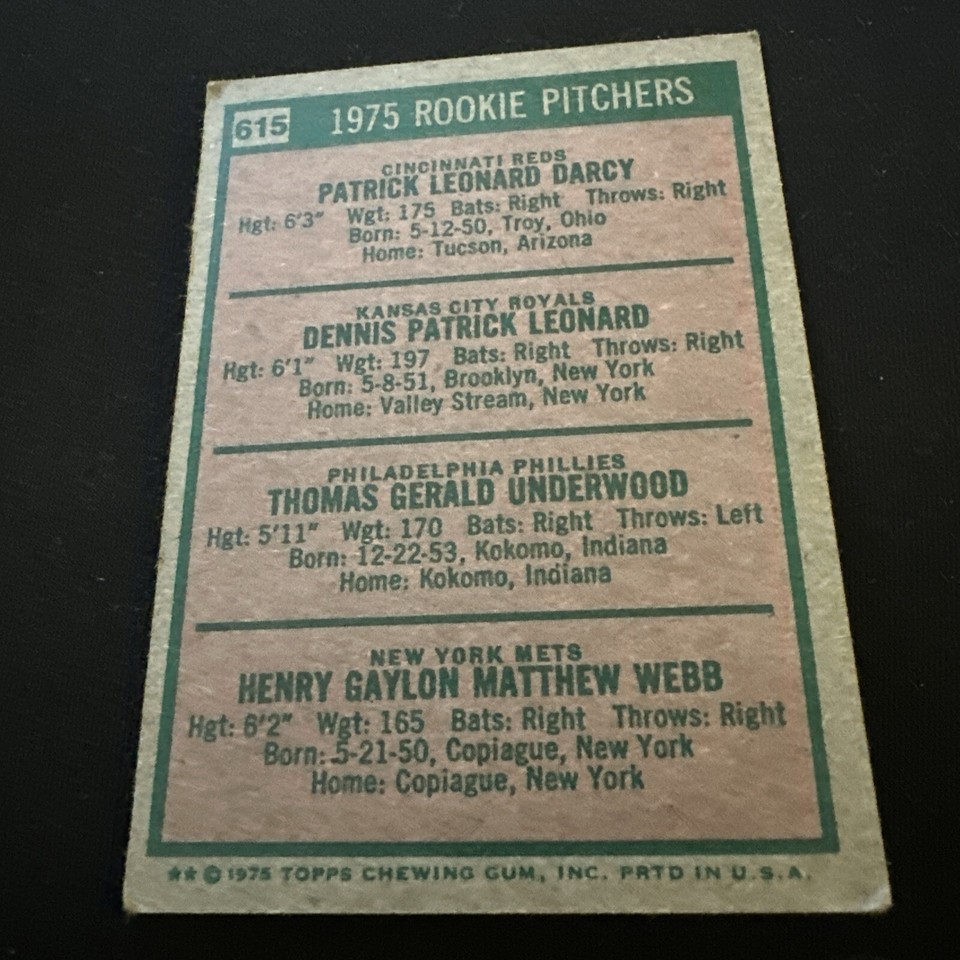 615 1975 ROOKIE PITCHERS
CINCINNATI REDS
PATRICK LEONARD DARCY
Hgt: 6'3" Wgt: 175 Bats: Right Throws: Right
Born: 5-12-50, Troy, Ohio
Home: Tucson, Arizona
KANSAS CITY ROYALS
DENNIS PATRICK LEONARD
Hgt: 6'1" Wgt: 197 Bats: Right Throws: Right
Born: 5-8-51, Brooklyn, New York
Home: Valley Stream, New York
PHILADELPHIA PHILLIES
THOMAS GERALD UNDERWOOD
Hgt: 5'11" Wgt: 170 Bats: Right Throws: Left
Born: 12-22-53, Kokomo, Indiana
Home: Kokomo, Indiana
NEW YORK METS
HENRY GAYLON MATTHEW WEBB
Hgt: 6'2" Wgt: 165 Bats: Right Throws: Right
Born: 5-21-50, Copiague, New York
Home: Copiague, New York
★★ © 1975 TOPPS CHEWING GUM, INC. PRTD IN U.S.A.